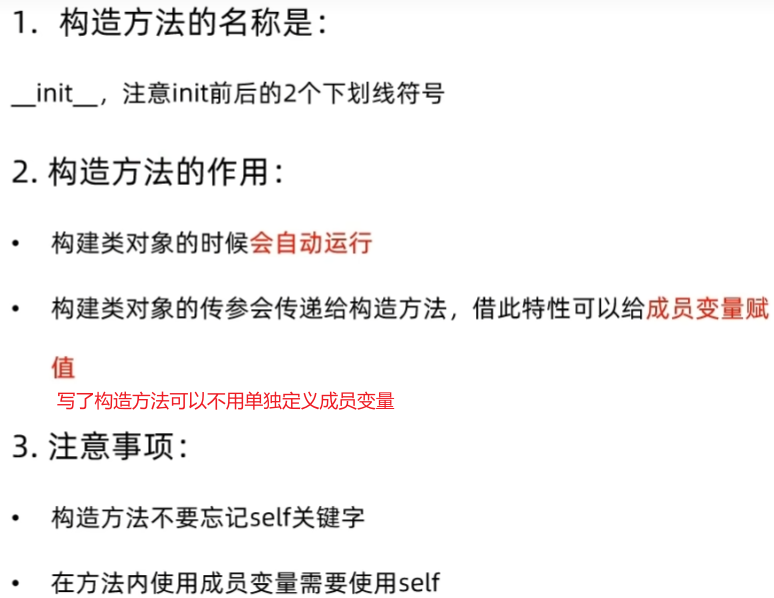 1. 构造方法的名称是：
__init__，注意init前后的2个下划线符号
2. 构造方法的作用：
• 构建类对象的时候会自动运行
• 构建类对象的传参会传递给构造方法，借此特性可以给成员变量赋
值
写了构造方法可以不用单独定义成员变量
3. 注意事项：
• 构造方法不要忘记self关键字
• 在方法内使用成员变量需要使用self